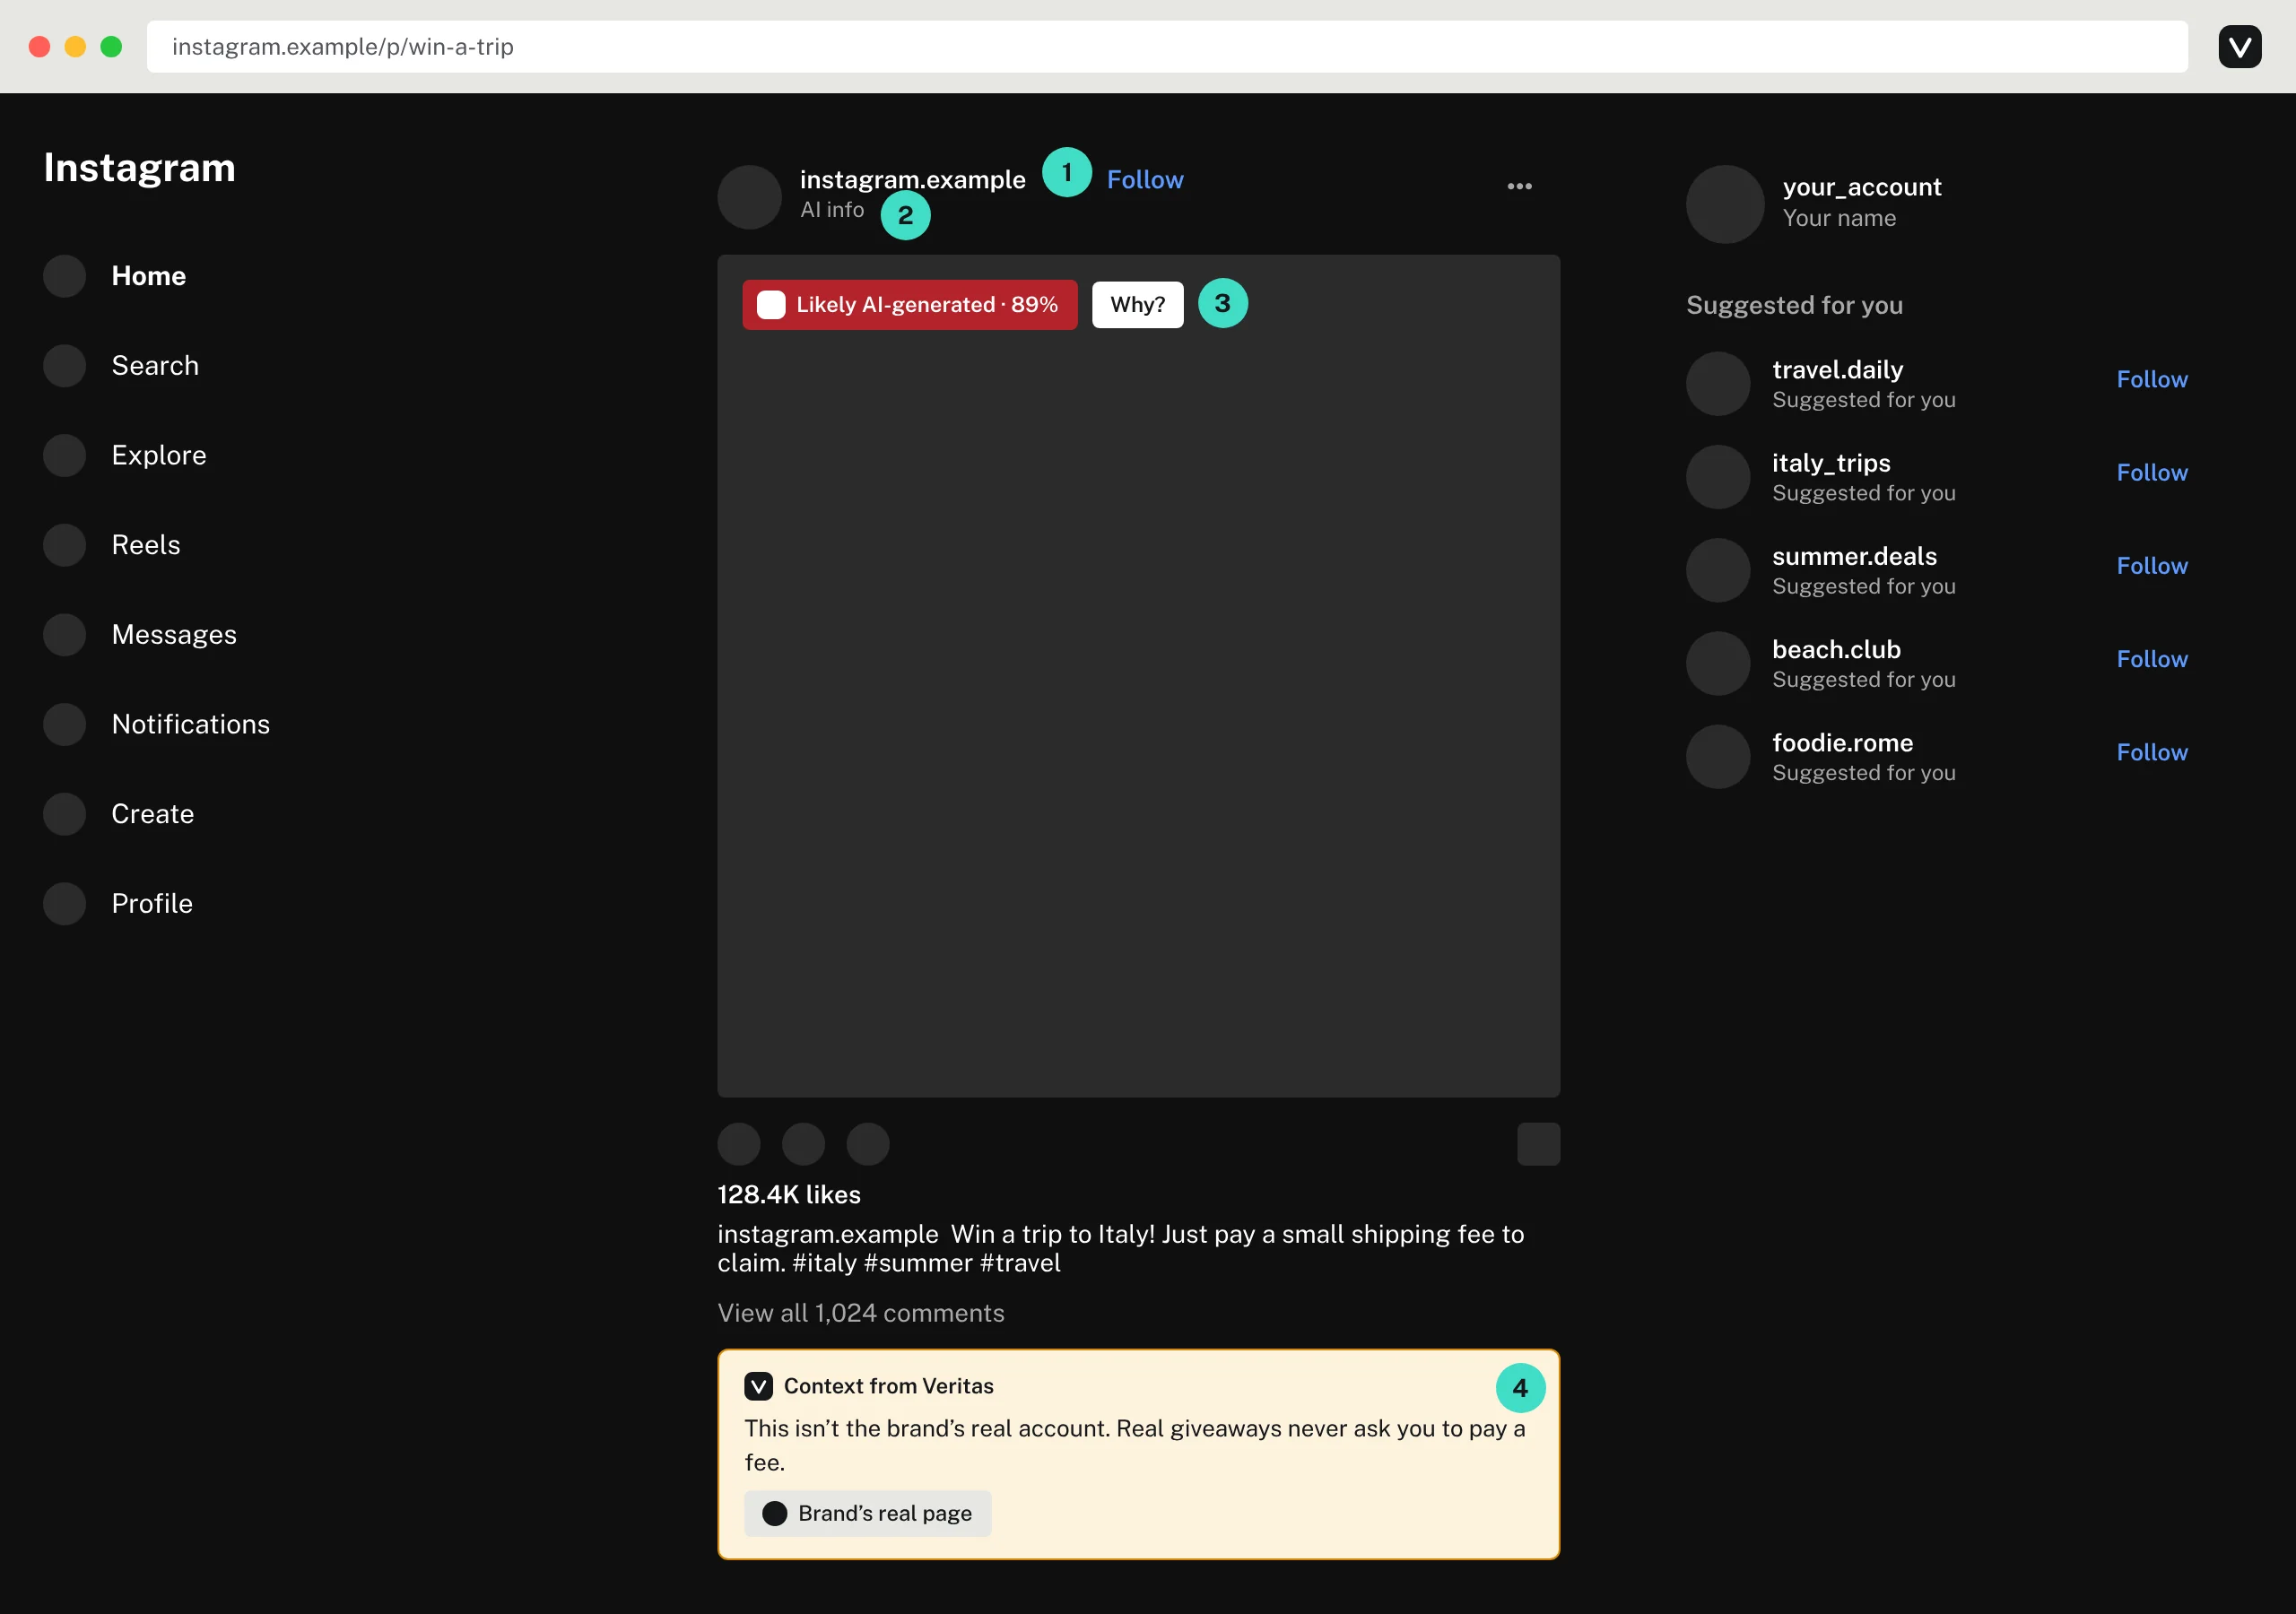 instagram.example/p/win-a-trip
V
Instagram
Home
Search
Explore
Reels
Messages
Notifications
Create
Profile
instagram.example
1
Follow
AI info
2
•••
Likely AI-generated · 89%
Why?
3
128.4K likes
instagram.example Win a trip to Italy! Just pay a small shipping fee to
claim. #italy #summer #travel
View all 1,024 comments
V
Context from Veritas
4
This isn’t the brand’s real account. Real giveaways never ask you to pay a
fee.
Brand’s real page
your_account
Your name
Suggested for you
travel.daily
Suggested for you
Follow
italy_trips
Suggested for you
Follow
summer.deals
Suggested for you
Follow
beach.club
Suggested for you
Follow
foodie.rome
Suggested for you
Follow